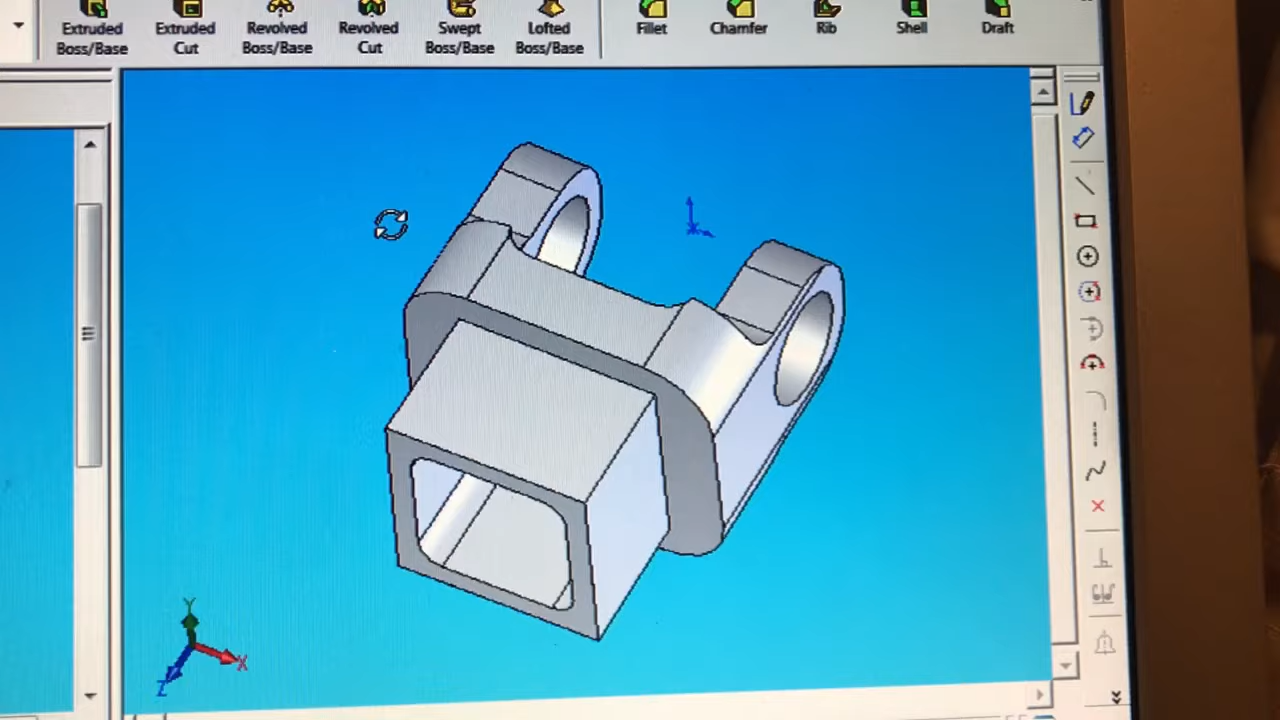 Extruded Boss/Base
Extruded Cut
Revolved Boss/Base
Revolved Cut
Swept Boss/Base
Lofted Boss/Base
Fillet
Chamfer
Rib
Shell
Draft
Y
X
Z